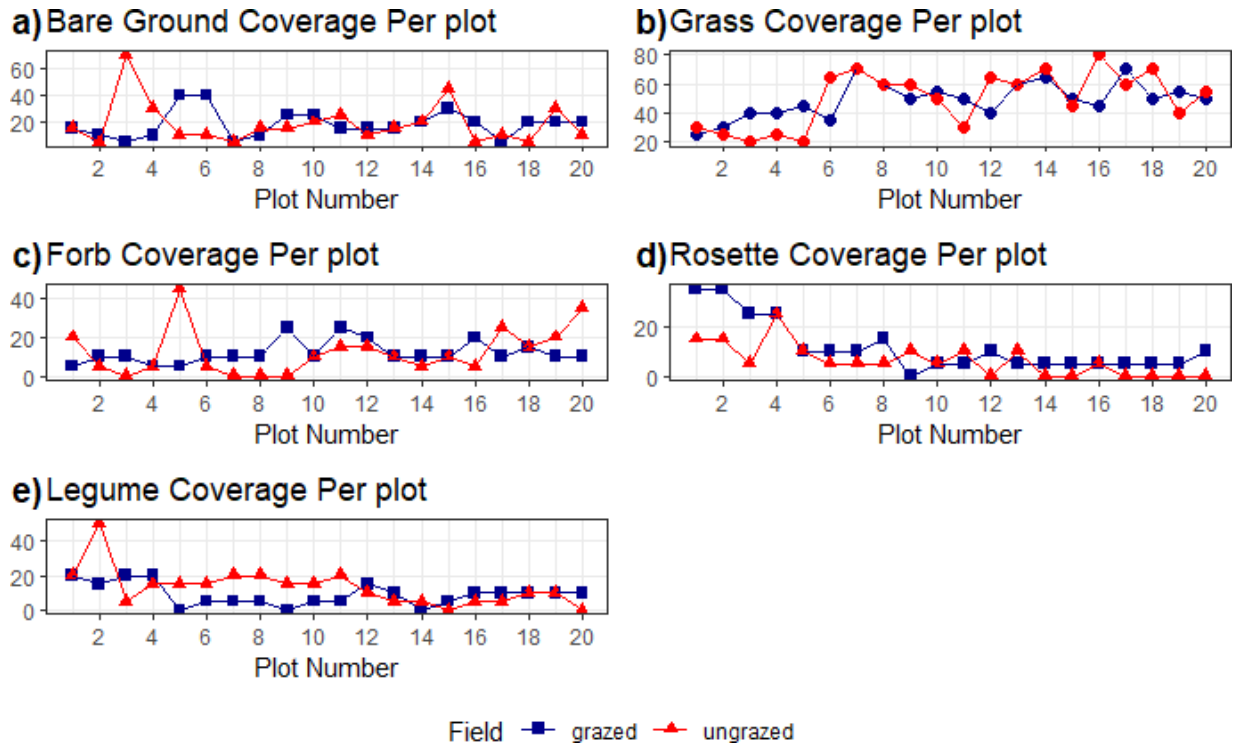 a) Bare Ground Coverage Per plot
60
40
20
2 4 6 8 10 12 14 16 18 20
Plot Number
b) Grass Coverage Per plot
80
60
40
20
2 4 6 8 10 12 14 16 18 20
Plot Number
c) Forb Coverage Per plot
40
20
0
2 4 6 8 10 12 14 16 18 20
Plot Number
d) Rosette Coverage Per plot
20
0
2 4 6 8 10 12 14 16 18 20
Plot Number
e) Legume Coverage Per plot
40
20
0
2 4 6 8 10 12 14 16 18 20
Plot Number
Field grazed ungrazed